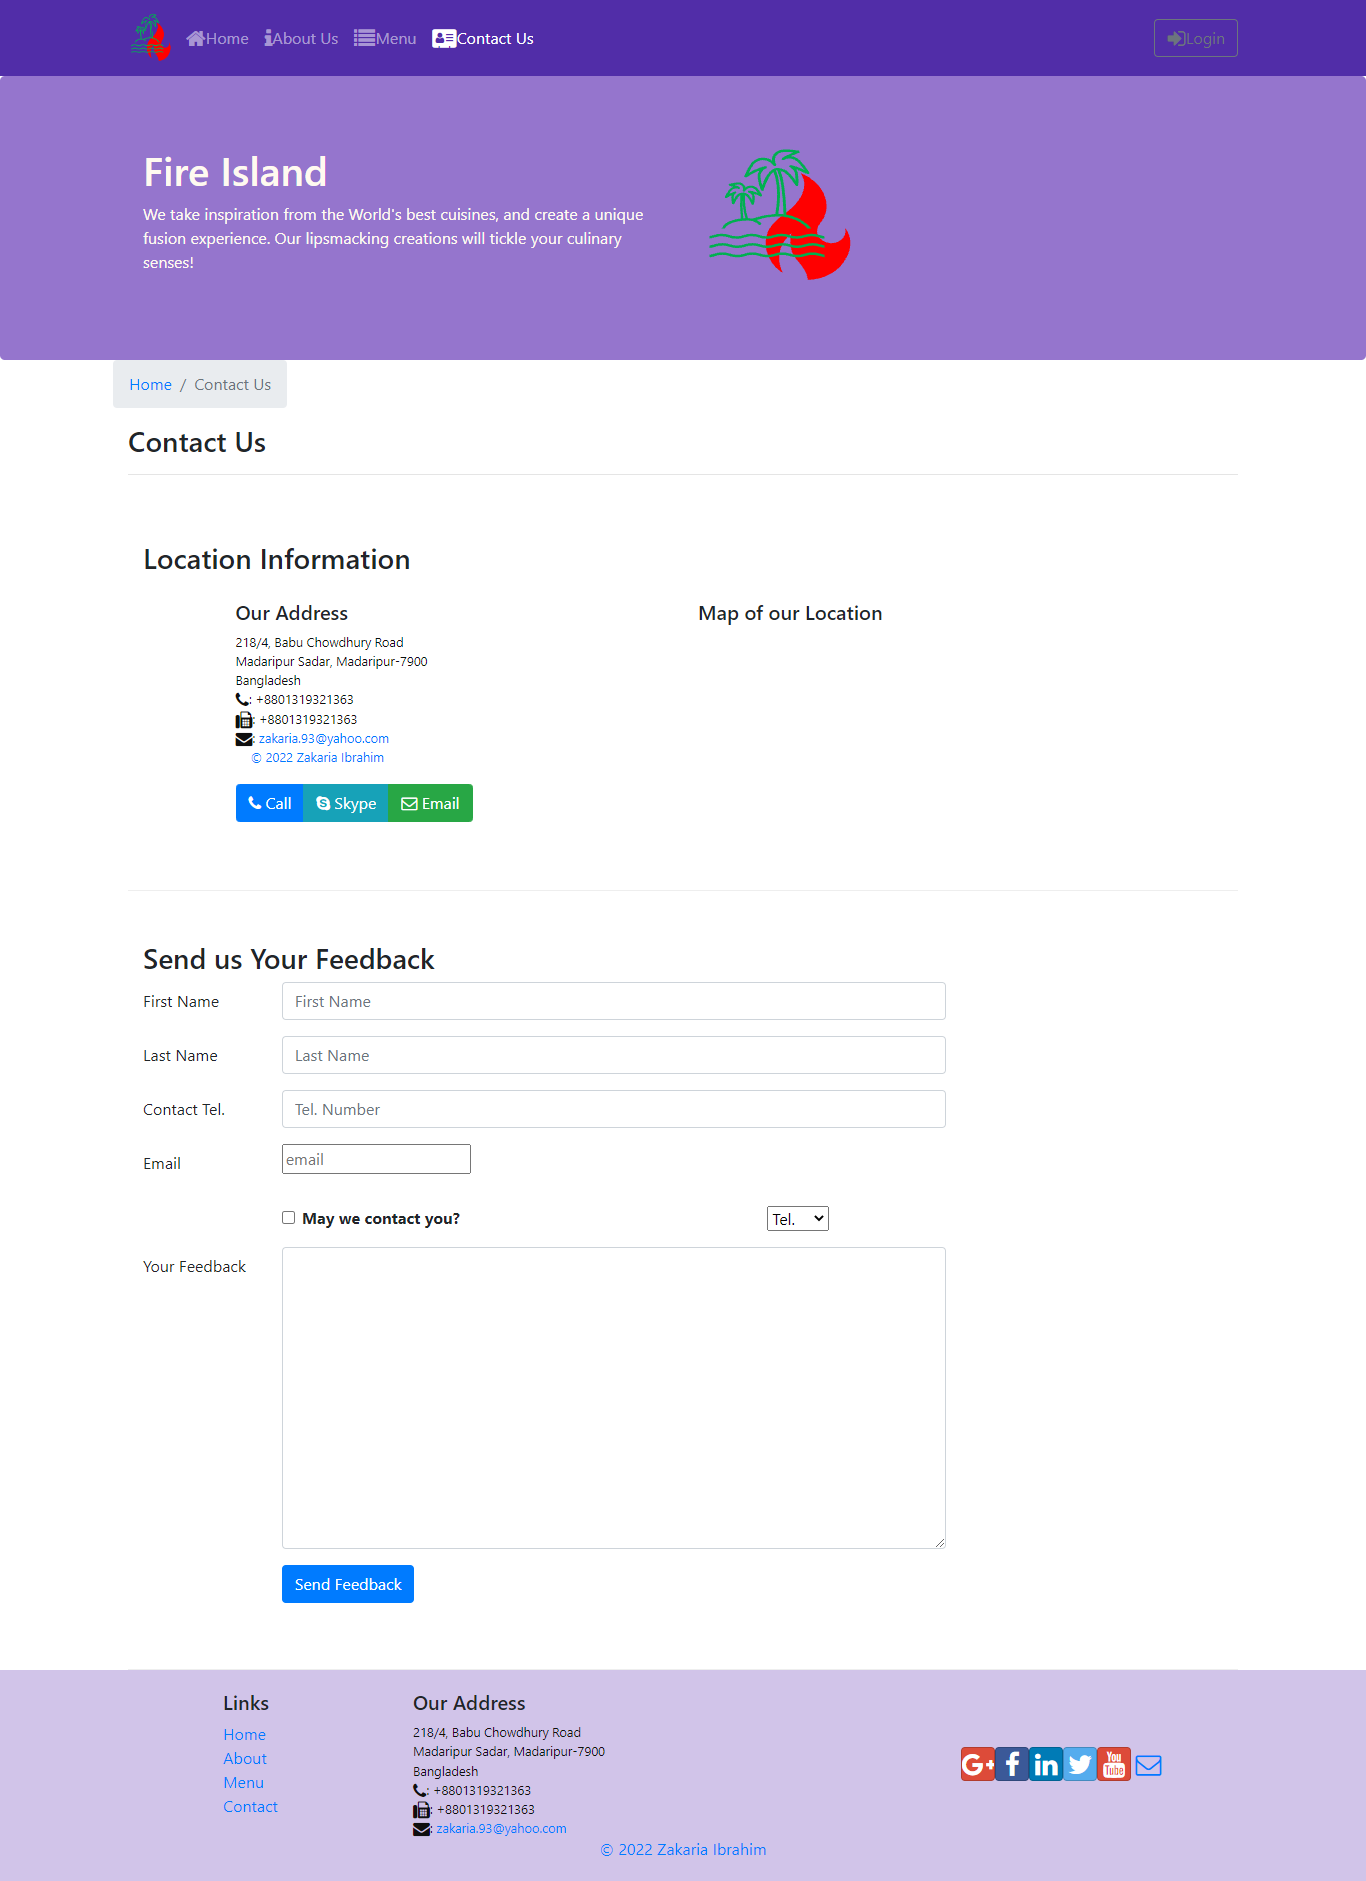 Home About Us Menu Contact Us Login
Fire Island
We take inspiration from the World's best cuisines, and create a unique
fusion experience. Our lipsmacking creations will tickle your culinary
senses!
Home / Contact Us
Contact Us
Location Information
Our Address
218/4, Babu Chowdhury Road
Madaripur Sadar, Madaripur-7900
Bangladesh
: +8801319321363
: +8801319321363
: zakaria.93@yahoo.com
© 2022 Zakaria Ibrahim
Call Skype Email
Map of our Location
Send us Your Feedback
First Name First Name
Last Name Last Name
Contact Tel. Tel. Number
Email email
May we contact you? Tel.
Your Feedback
Send Feedback
Links
Home
About
Menu
Contact
Our Address
218/4, Babu Chowdhury Road
Madaripur Sadar, Madaripur-7900
Bangladesh
: +8801319321363
: +8801319321363
: zakaria.93@yahoo.com
G+ f in You Tube
© 2022 Zakaria Ibrahim